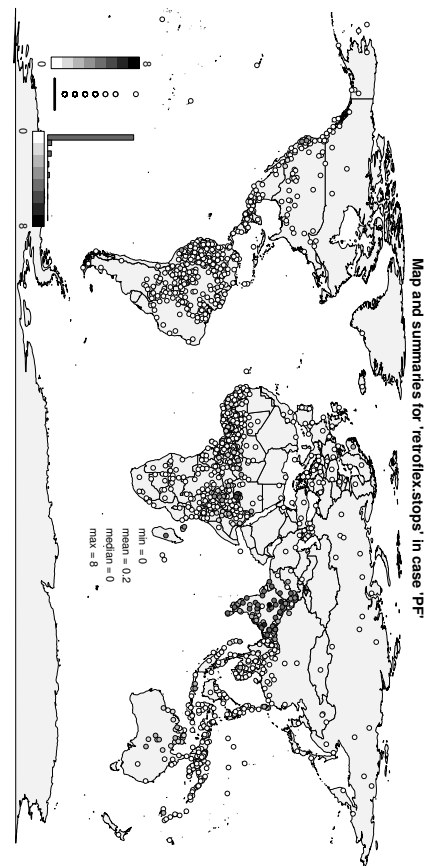 Map and summaries for 'retroflex.stops' in case 'PF'
0
8
0
8
min = 0
mean = 0.2
median = 0
max = 8